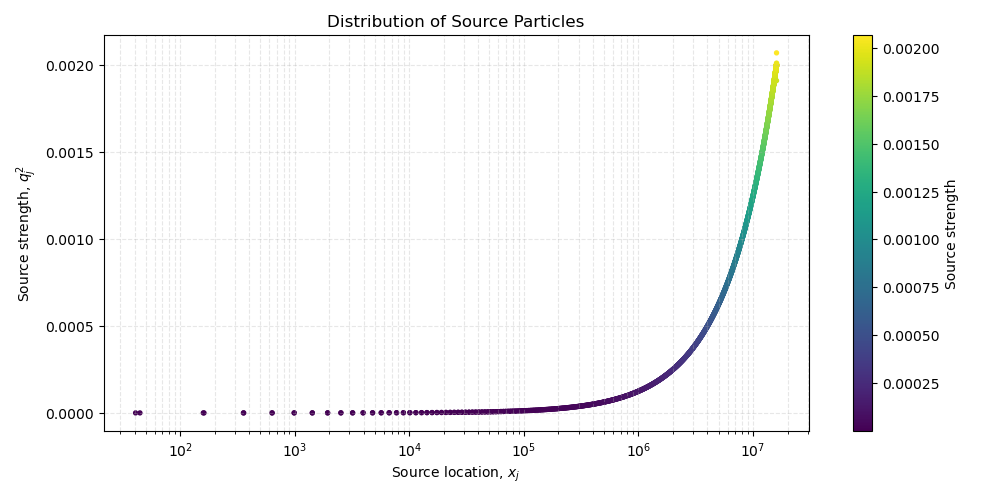 Distribution of Source Particles
Source strength, $q_j^2$
0.0020
0.0015
0.0010
0.0005
0.0000
$10^2$ $10^3$ $10^4$ $10^5$ $10^6$ $10^7$
Source location, $x_j$
0.00200
0.00175
0.00150
0.00125
0.00100
0.00075
0.00050
0.00025
Source strength